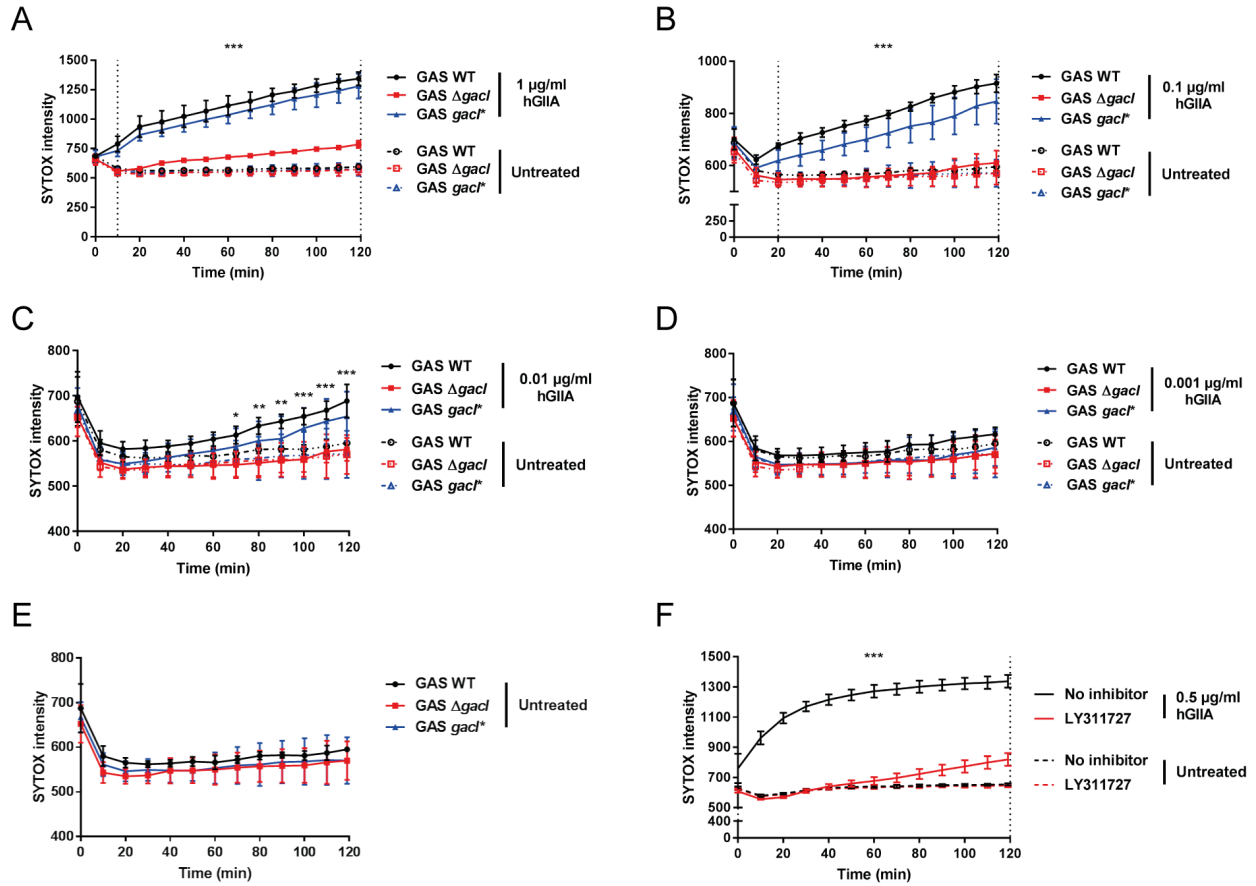 A
***
SYTOX intensity
1500
1250
1000
750
500
250
0
0 20 40 60 80 100 120
Time (min)
GAS WT
GAS Δgacl
GAS gacl*
1 µg/ml
hGIIA
GAS WT
GAS Δgacl
GAS gacl*
Untreated
B
***
SYTOX intensity
1000
800
600
250
0
0 20 40 60 80 100 120
Time (min)
GAS WT
GAS Δgacl
GAS gacl*
0.1 µg/ml
hGIIA
GAS WT
GAS Δgacl
GAS gacl*
Untreated
C
* ** ** *** *** ***
SYTOX intensity
800
700
600
500
400
0 20 40 60 80 100 120
Time (min)
GAS WT
GAS Δgacl
GAS gacl*
0.01 µg/ml
hGIIA
GAS WT
GAS Δgacl
GAS gacl*
Untreated
D
SYTOX intensity
800
700
600
500
400
0 20 40 60 80 100 120
Time (min)
GAS WT
GAS Δgacl
GAS gacl*
0.001 µg/ml
hGIIA
GAS WT
GAS Δgacl
GAS gacl*
Untreated
E
SYTOX intensity
800
700
600
500
400
0 20 40 60 80 100 120
Time (min)
GAS WT
GAS Δgacl
GAS gacl*
Untreated
F
***
SYTOX intensity
1500
1300
1100
900
700
500
400
0
0 20 40 60 80 100 120
Time (min)
No inhibitor
LY311727
0.5 µg/ml
hGIIA
No inhibitor
LY311727
Untreated